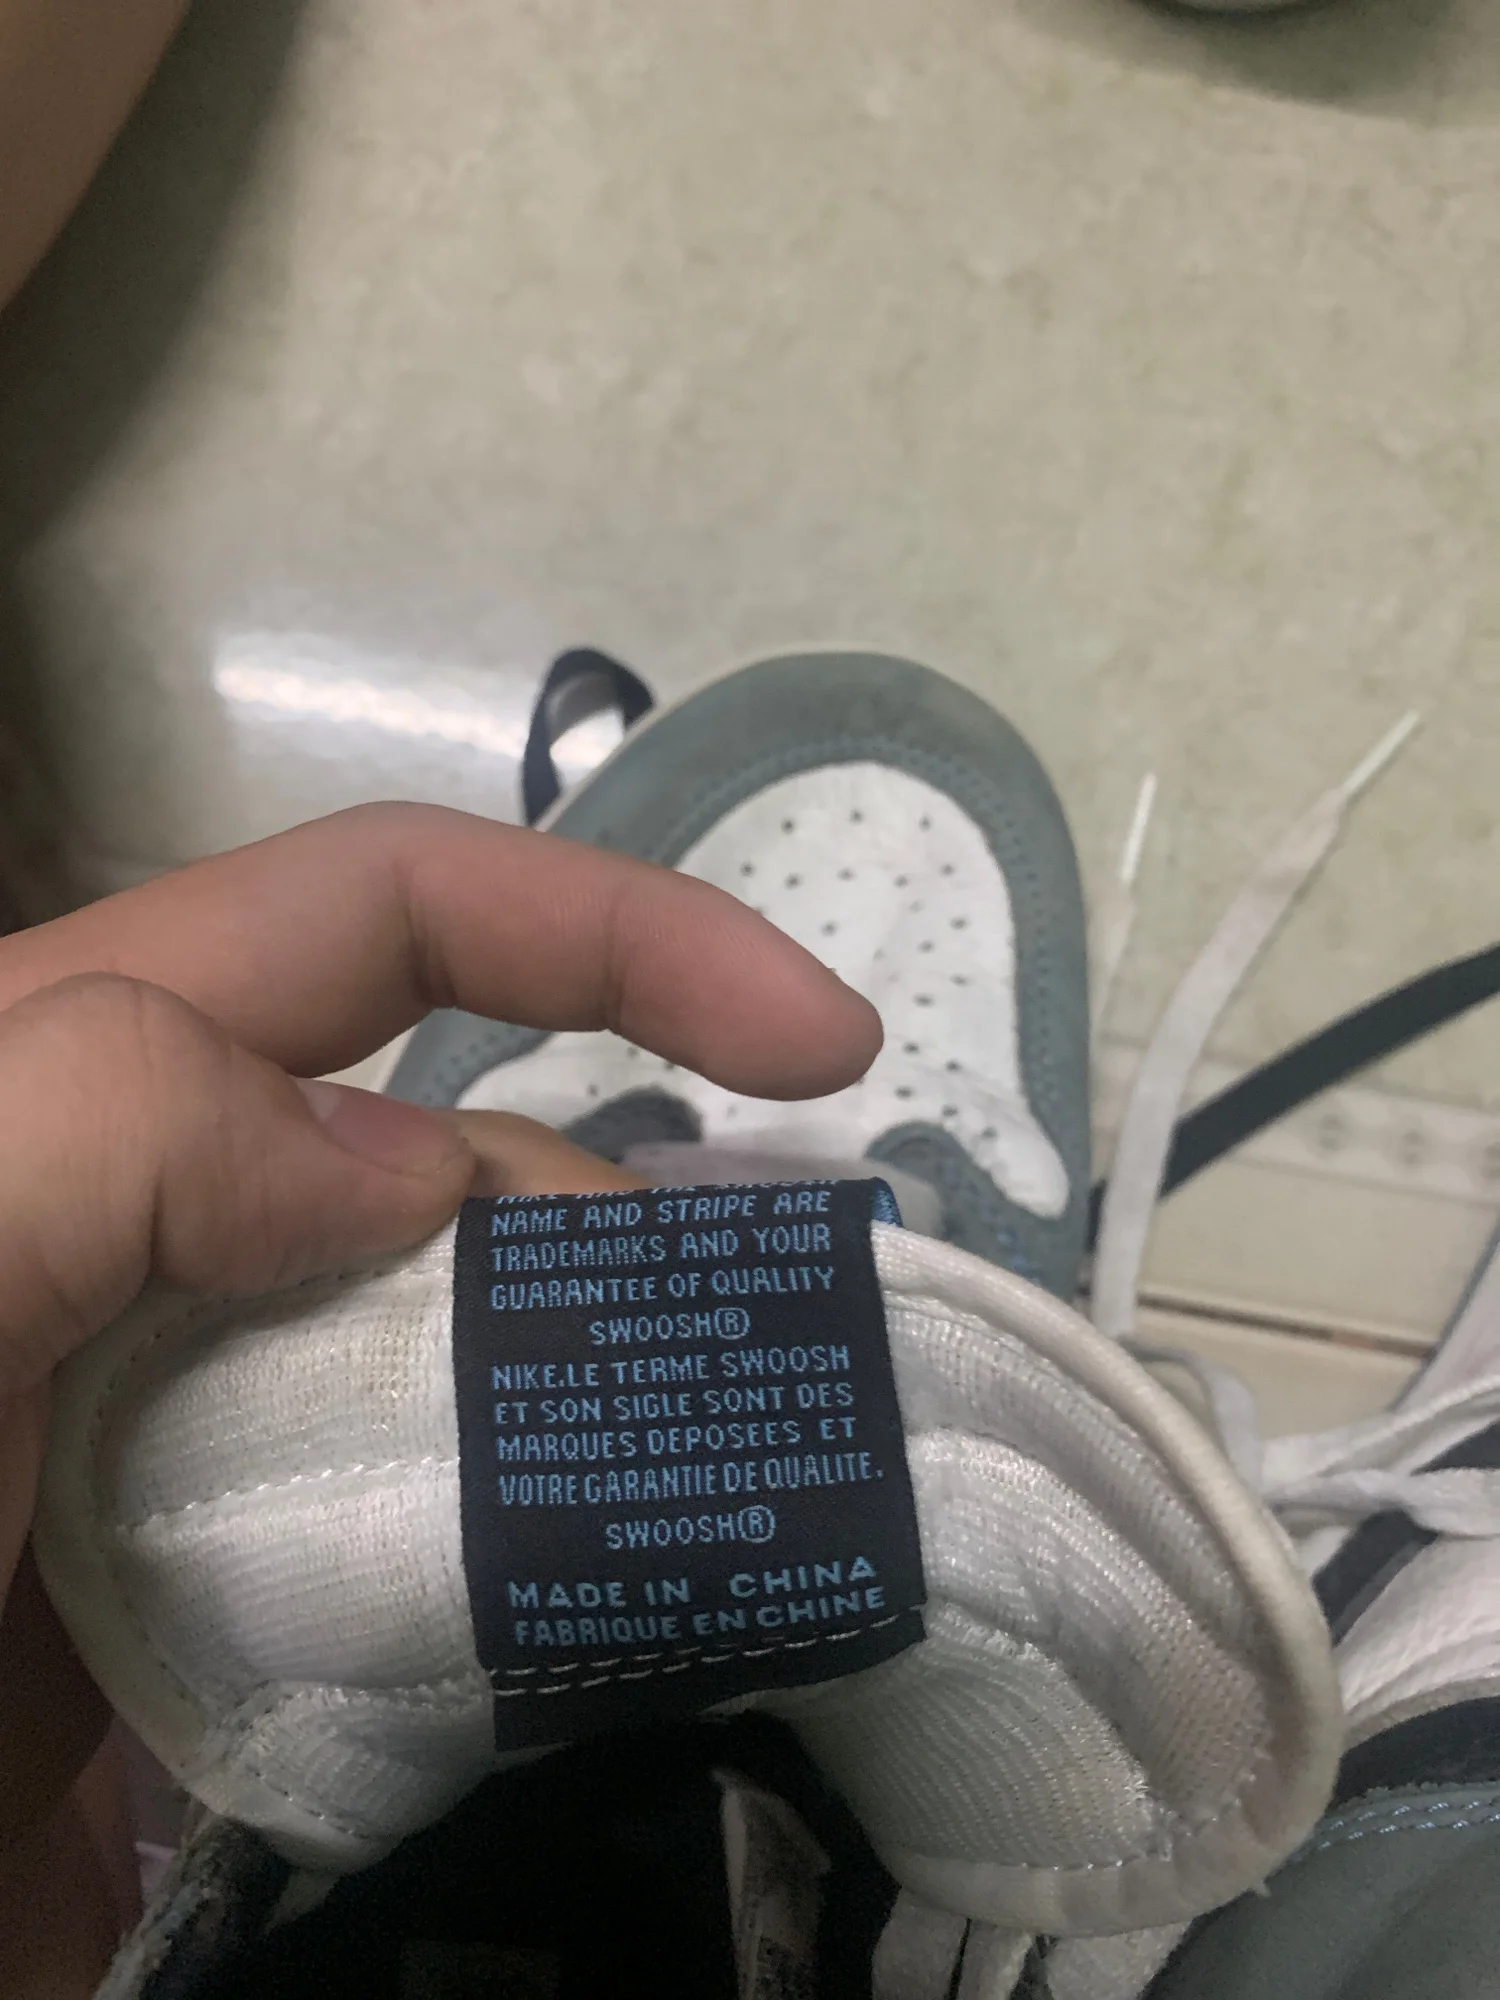 NAME AND STRIPE ARE
TRADEMARKS AND YOUR
GUARANTEE OF QUALITY
SWOOSH®
NIKE.LE TERME SWOOSH
ET SON SIGLE SONT DES
MARQUES DEPOSEES ET
VOTRE GARANTIE DE QUALITE.
SWOOSH®
MADE IN CHINA
FABRIQUE EN CHINE